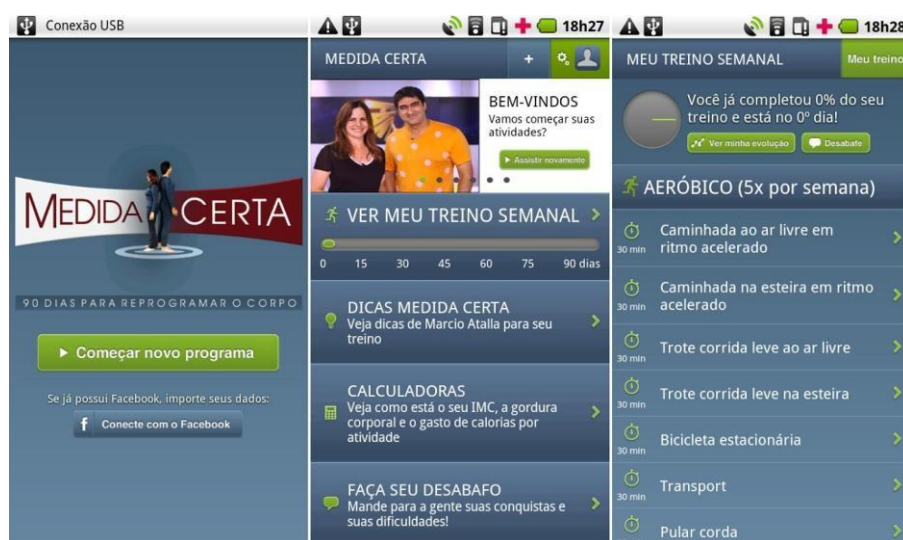 Conexão USB
MEDIDA CERTA
90 DIAS PARA REPROGRAMAR O CORPO
Começar novo programa
Se já possui Facebook, importe seus dados:
f Conecte com o Facebook
18h27
MEDIDA CERTA
+
BEM-VINDOS
Vamos começar suas
atividades?
Assistir novamente
VER MEU TREINO SEMANAL
0 15 30 45 60 75 90 dias
DICAS MEDIDA CERTA
Veja dicas de Marcio Atalla para seu
treino
CALCULADORAS
Veja como está o seu IMC, a gordura
corporal e o gasto de calorias por
atividade
FAÇA SEU DESABAFO
Mande para a gente suas conquistas e
suas dificuldades!
18h28
MEU TREINO SEMANAL
Meu treino
Você já completou 0% do seu
treino e está no 0º dia!
Ver minha evolução
Desabafe
AERÓBICO (5x por semana)
Caminhada ao ar livre em
ritmo acelerado
30 min
Caminhada na esteira em ritmo
acelerado
30 min
Trote corrida leve ao ar livre
30 min
Trote corrida leve na esteira
30 min
Bicicleta estacionária
30 min
Transport
30 min
Pular corda